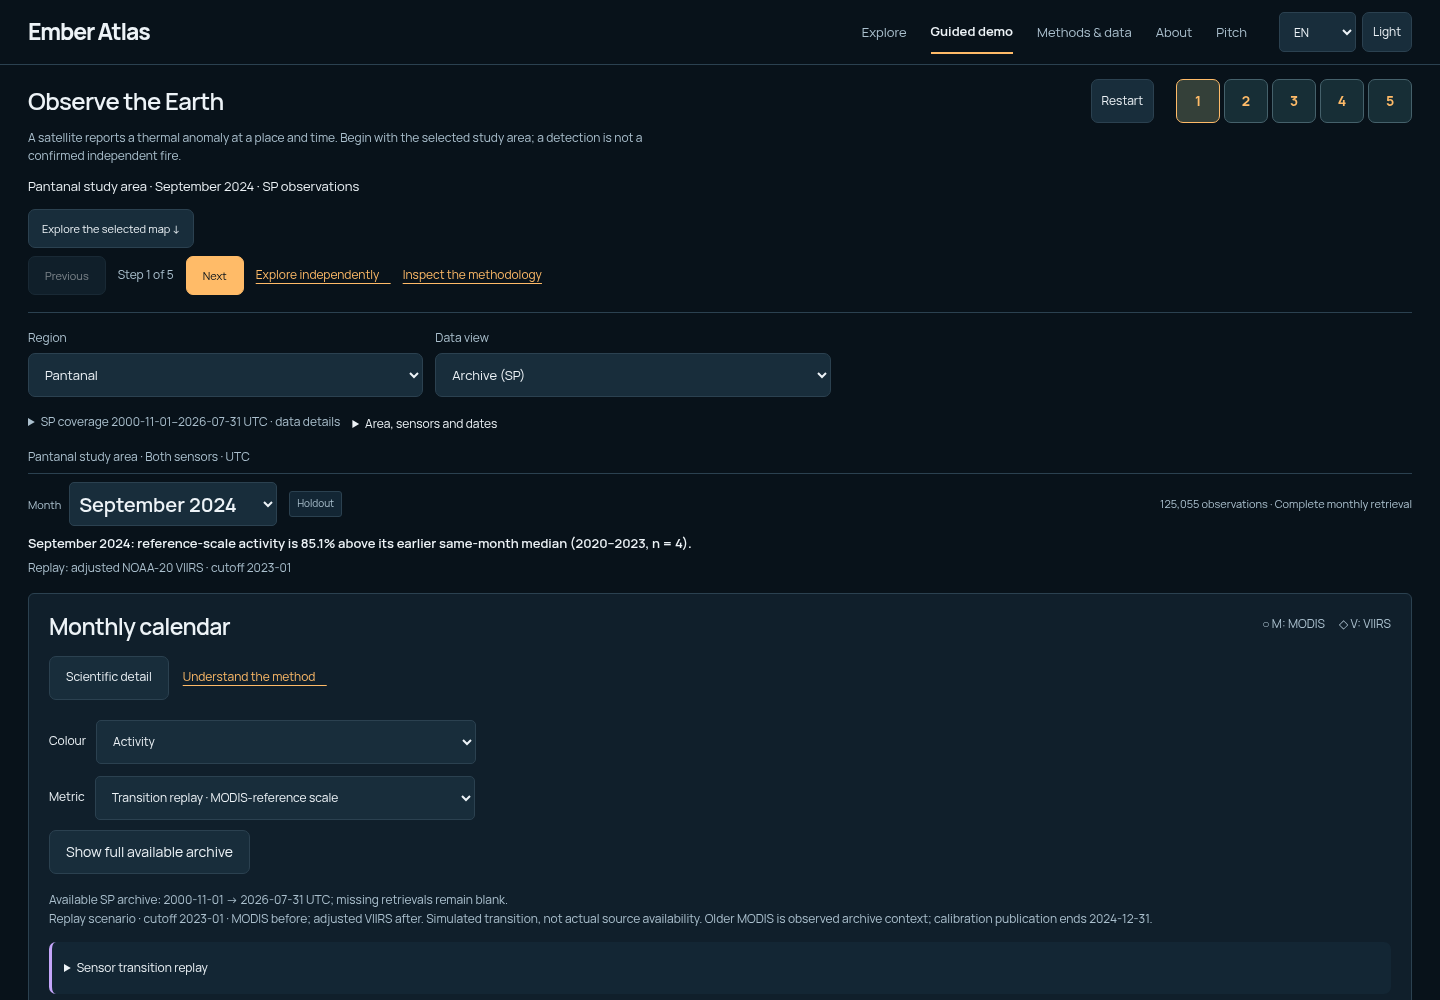 Ember Atlas
Explore
Guided demo
Methods & data
About
Pitch
EN
Light
Observe the Earth
Restart
1
2
3
4
5
A satellite reports a thermal anomaly at a place and time. Begin with the selected study area; a detection is not a
confirmed independent fire.
Pantanal study area · September 2024 · SP observations
Explore the selected map ↓
Previous
Step 1 of 5
Next
Explore independently
Inspect the methodology
Region
Data view
Pantanal
Archive (SP)
▶ SP coverage 2000-11-01–2026-07-31 UTC · data details
▶ Area, sensors and dates
Pantanal study area · Both sensors · UTC
Month
September 2024
Holdout
125,055 observations · Complete monthly retrieval
September 2024: reference-scale activity is 85.1% above its earlier same-month median (2020–2023, n = 4).
Replay: adjusted NOAA-20 VIIRS · cutoff 2023-01
Monthly calendar
○ M: MODIS
◇ V: VIIRS
Scientific detail
Understand the method
Colour
Activity
Metric
Transition replay · MODIS-reference scale
Show full available archive
Available SP archive: 2000-11-01 → 2026-07-31 UTC; missing retrievals remain blank.
Replay scenario · cutoff 2023-01 · MODIS before; adjusted VIIRS after. Simulated transition, not actual source availability. Older MODIS is observed archive context; calibration publication ends 2024-12-31.
▶ Sensor transition replay